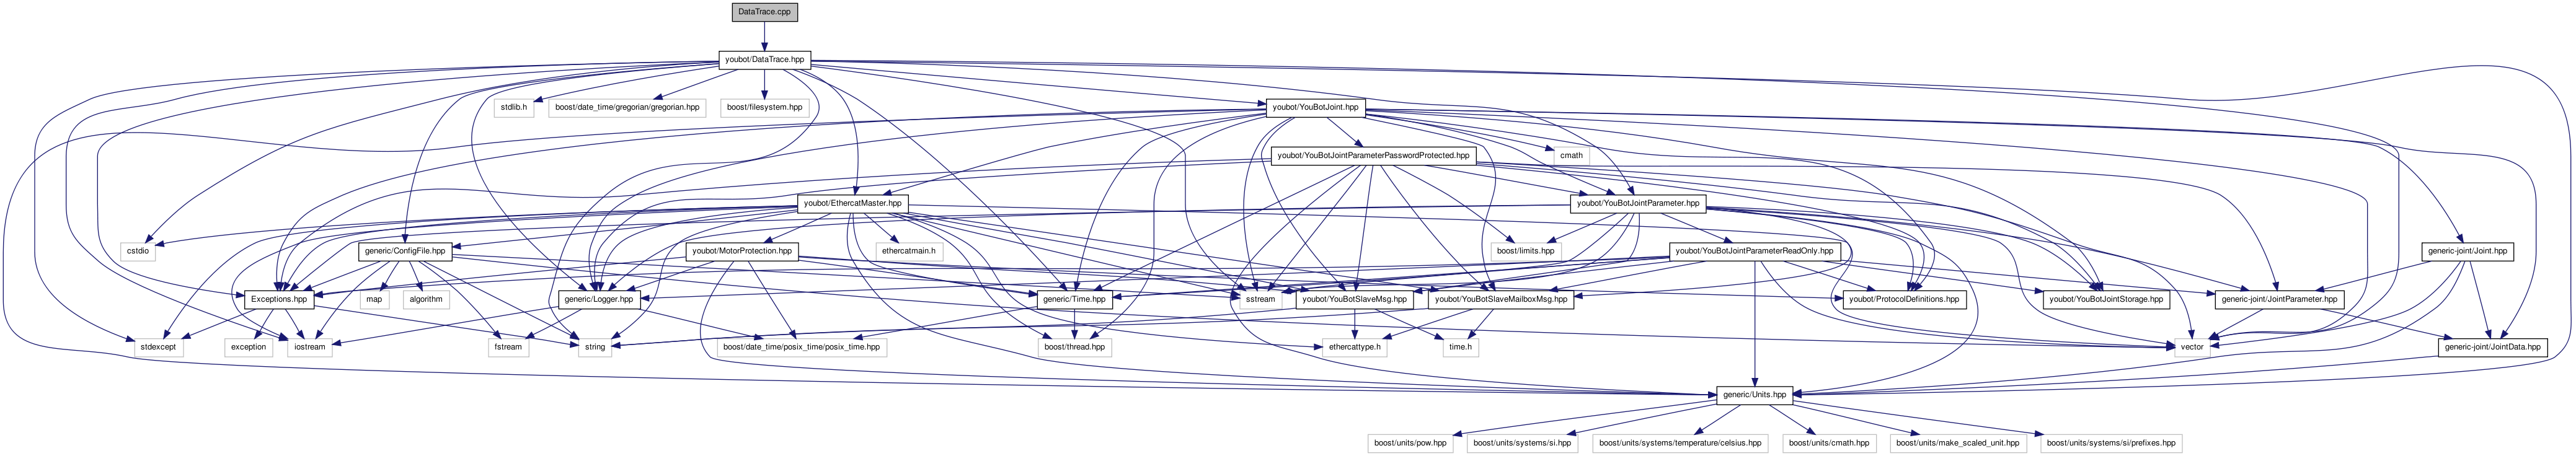 DataTrace.cpp
youbot/DataTrace.hpp
stdlib.h
boost/date_time/gregorian/gregorian.hpp
boost/filesystem.hpp
youbot/YouBotJoint.hpp
youbot/YouBotJointParameterPasswordProtected.hpp
cmath
youbot/EthercatMaster.hpp
youbot/YouBotJointParameter.hpp
cstdio
generic/ConfigFile.hpp
youbot/MotorProtection.hpp
ethercatmain.h
boost/limits.hpp
youbot/YouBotJointParameterReadOnly.hpp
generic-joint/Joint.hpp
Exceptions.hpp
map
algorithm
generic/Logger.hpp
generic/Time.hpp
sstream
youbot/YouBotSlaveMsg.hpp
youbot/YouBotSlaveMailboxMsg.hpp
youbot/ProtocolDefinitions.hpp
youbot/YouBotJointStorage.hpp
generic-joint/JointParameter.hpp
stdexcept
exception
iostream
fstream
string
boost/date_time/posix_time/posix_time.hpp
boost/thread.hpp
ethercattype.h
time.h
vector
generic-joint/JointData.hpp
generic/Units.hpp
boost/units/pow.hpp
boost/units/systems/si.hpp
boost/units/systems/temperature/celsius.hpp
boost/units/cmath.hpp
boost/units/make_scaled_unit.hpp
boost/units/systems/si/prefixes.hpp